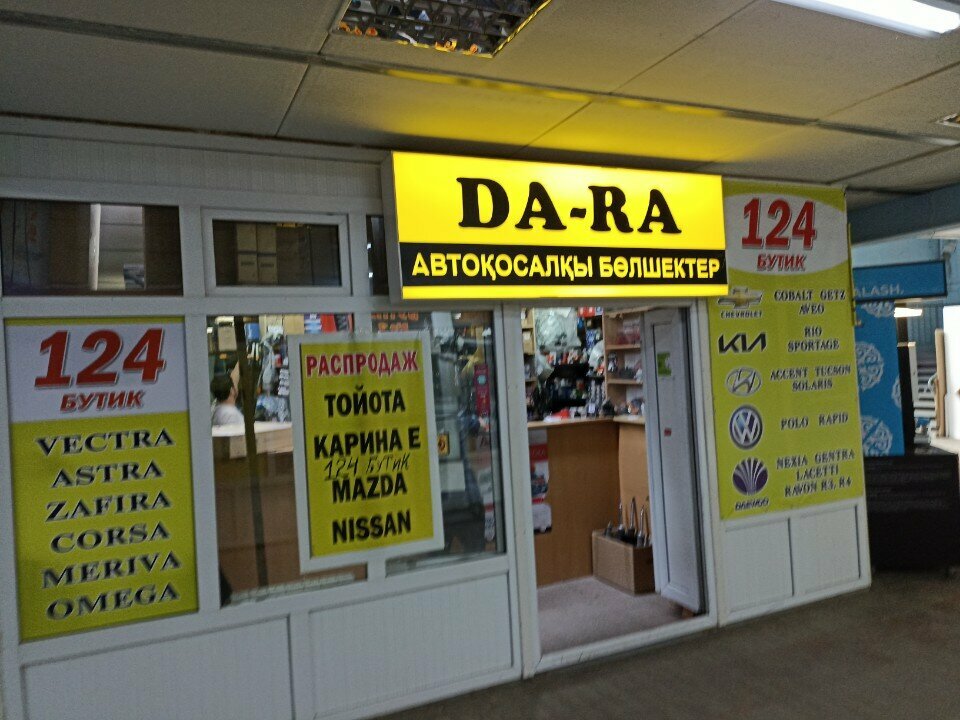 DA-RA
АВТОҚОСАЛҚЫ БӨЛШЕКТЕР
124
БУТИК
VECTRA
ASTRA
ZAFIRA
CORSA
MERIVA
OMEGA
РАСПРОДАЖ
ТОЙОТА
КАРИНА Е
124 БУТИК
MAZDA
NISSAN
124
БУТИК
CHEVROLET
COBALT GETZ
AVEO
KIA
RIO
SPORTAGE
ACCENT TUCSON
SOLARIS
POLO RAPID
DAEWOO
NEXIA GENTRA
LACETTI
RAVON R3, R4
ALASH.